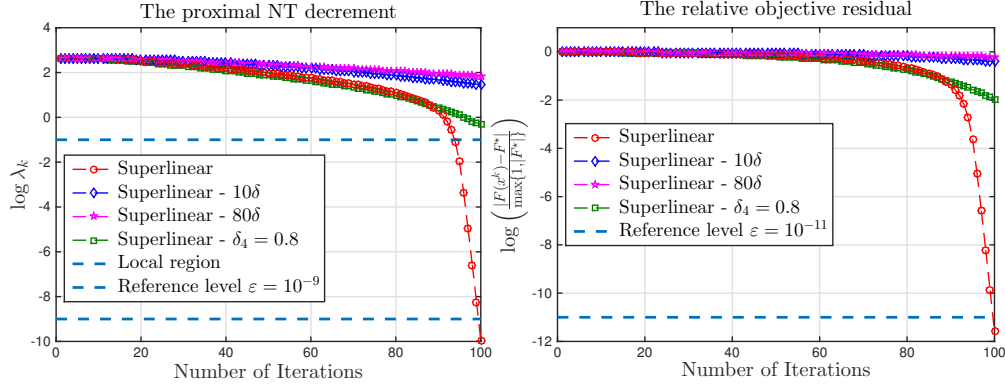 The proximal NT decrement
log λ_k
4
2
0
-2
-4
-6
-8
-10
Superlinear
Superlinear - 10δ
Superlinear - 80δ
Superlinear - δ_4 = 0.8
Local region
Reference level ε = 10^{-9}
0 20 40 60 80 100
Number of Iterations
The relative objective residual
log ( |F(x^k)-F^⋆| / max{1,|F^⋆|} )
0
-2
-4
-6
-8
-10
-12
Superlinear
Superlinear - 10δ
Superlinear - 80δ
Superlinear - δ_4 = 0.8
Reference level ε = 10^{-11}
0 20 40 60 80 100
Number of Iterations